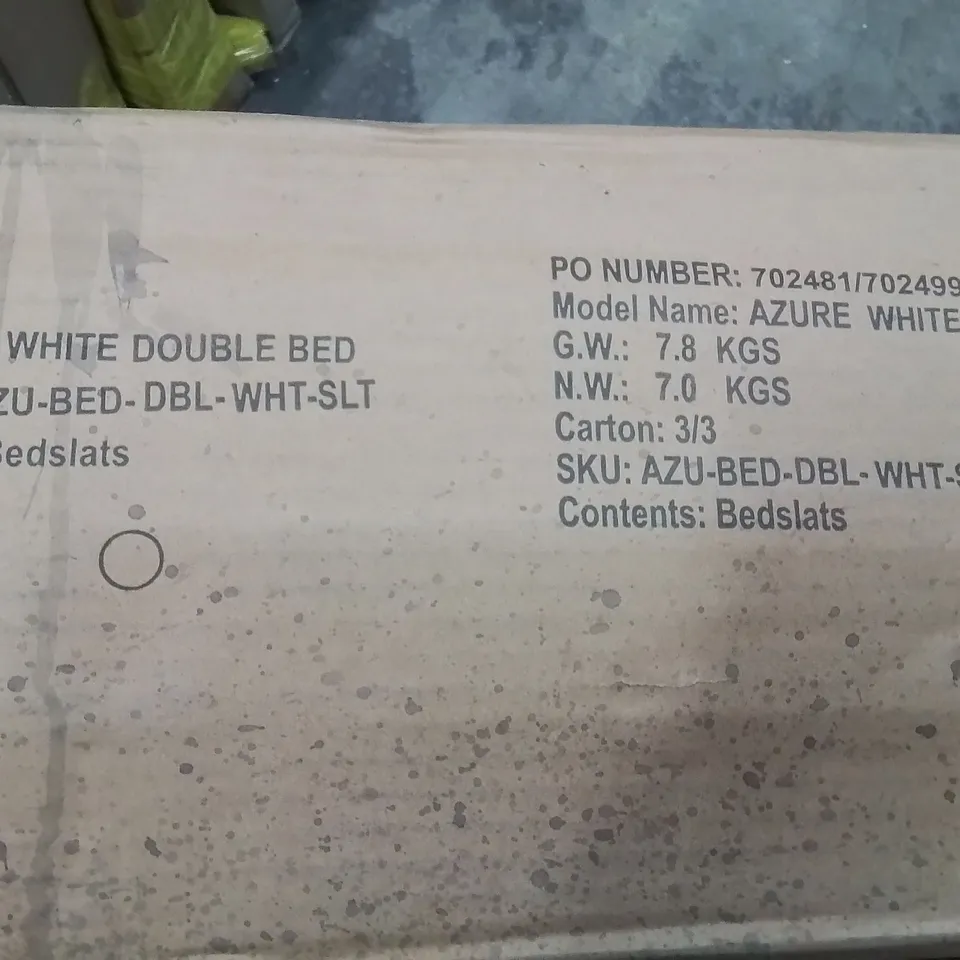 WHITE DOUBLE BED
ZU-BED-DBL-WHT-SLT
Bedslats
PO NUMBER: 702481/702499
Model Name: AZURE WHITE
G.W.: 7.8 KGS
N.W.: 7.0 KGS
Carton: 3/3
SKU: AZU-BED-DBL-WHT-S
Contents: Bedslats